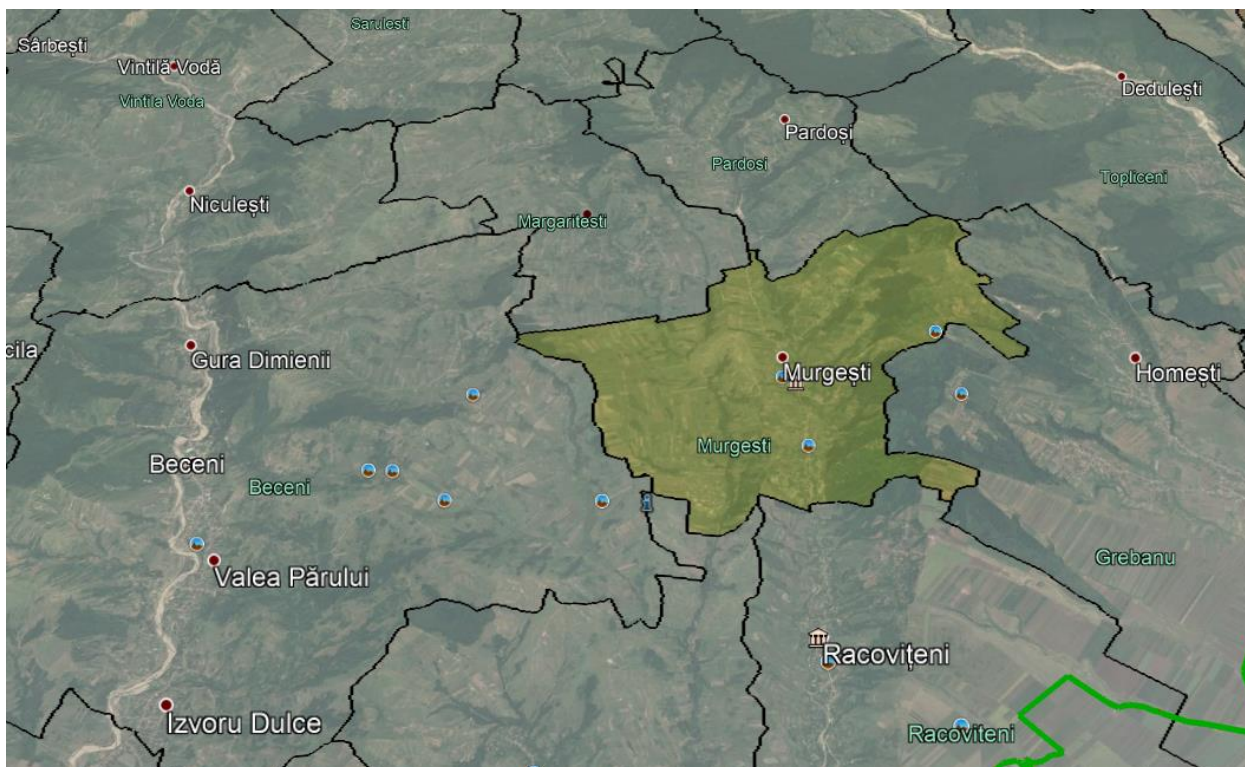 Sarulesti
Sârbești
Vintilă Vodă
Vintila Voda
Dedulești
Pardoși
Pardosi
Topliceni
Niculești
Margaritesti
cila
Gura Dimienii
Murgești
Homești
Murgesti
Beceni
Beceni
Valea Părului
Grebanu
Racovițeni
Izvoru Dulce
Racoviteni